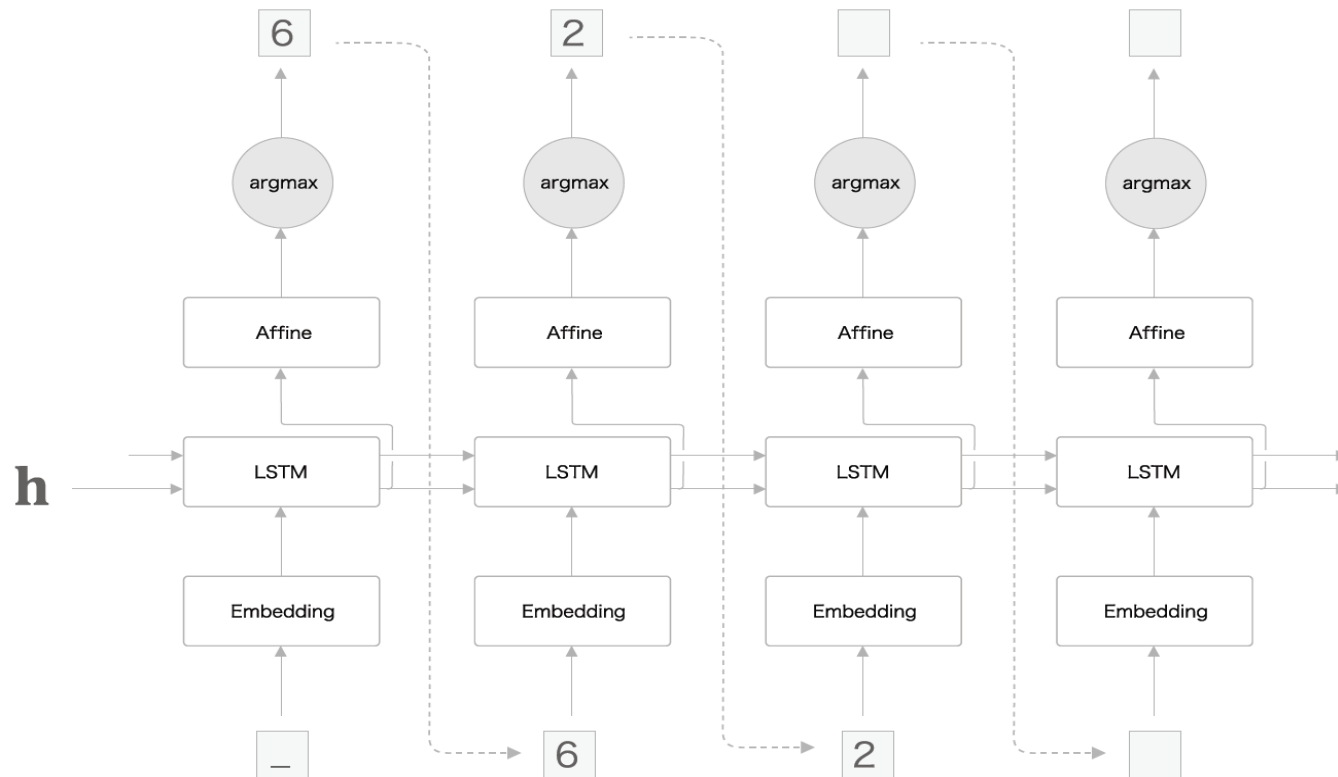 6 2
argmax argmax argmax argmax
Affine Affine Affine Affine
h LSTM LSTM LSTM LSTM
Embedding Embedding Embedding Embedding
_ 6 2